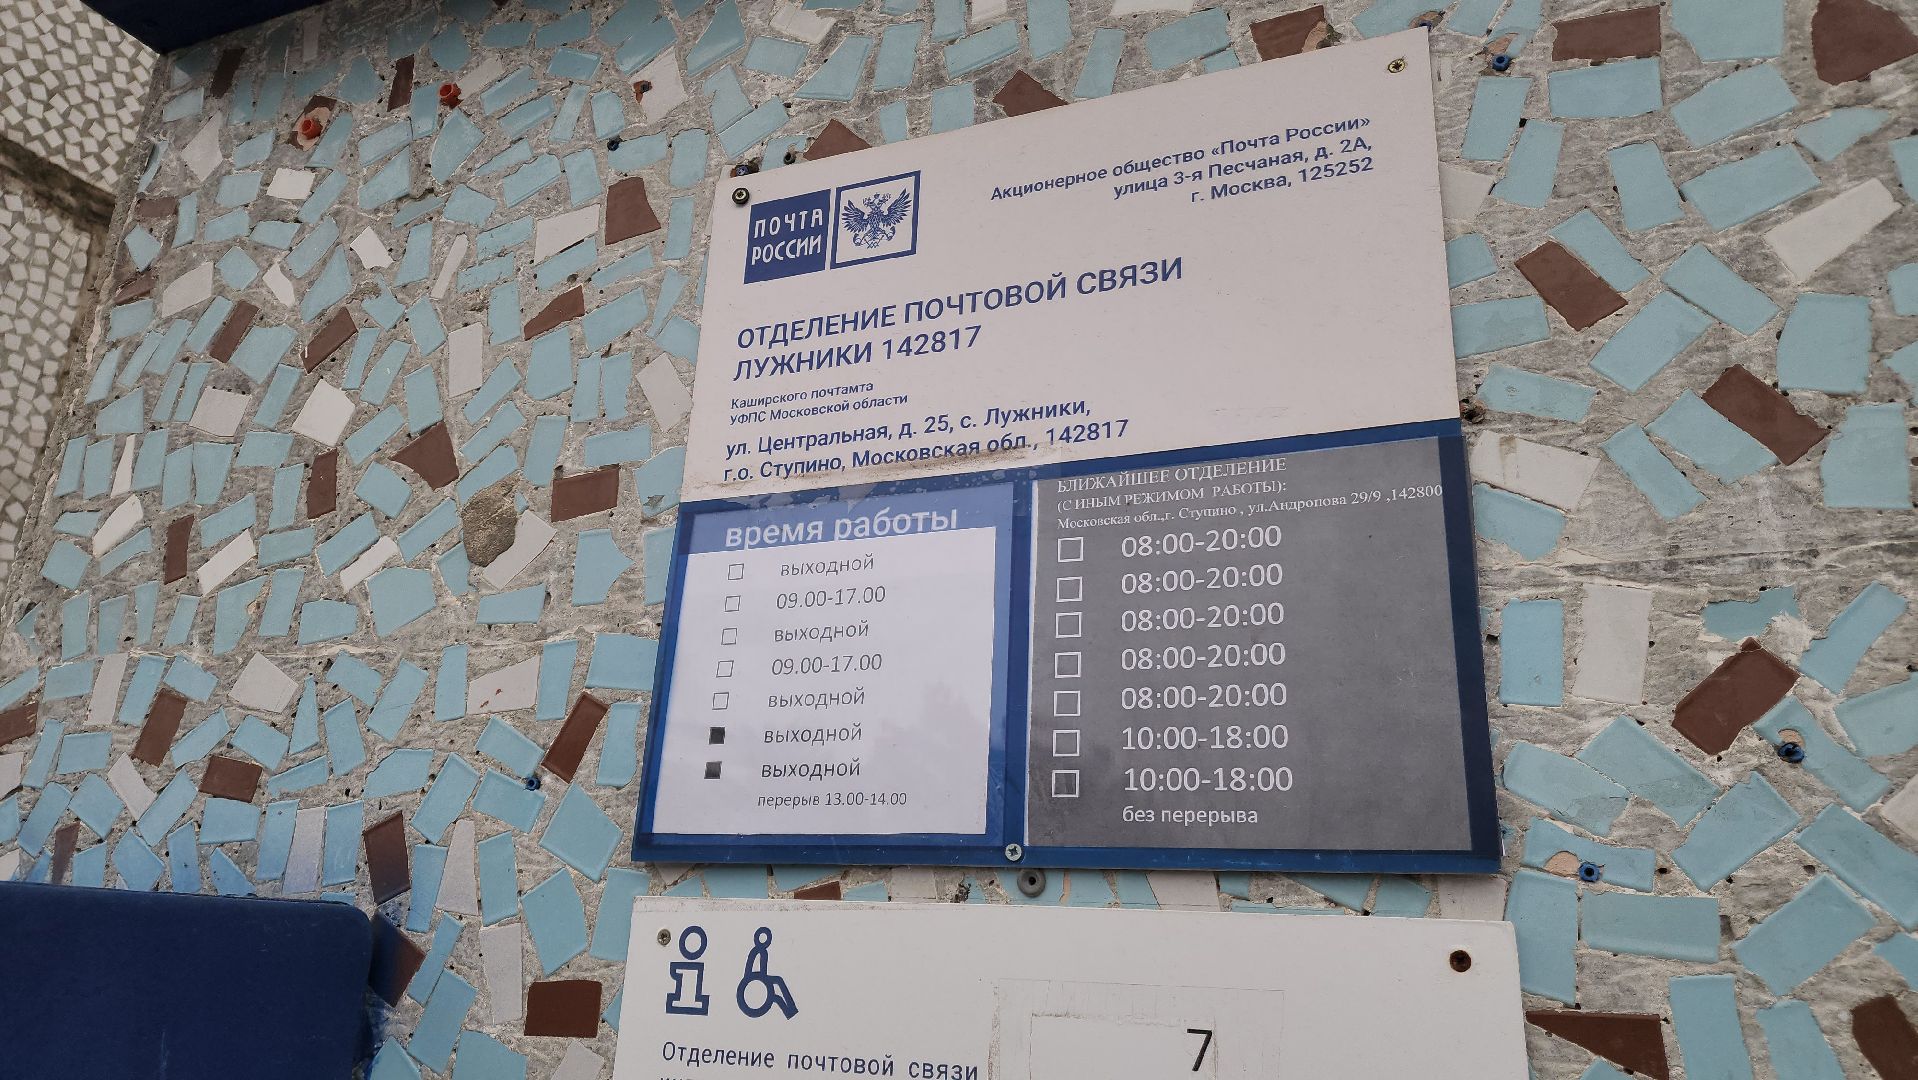 ПОЧТА
РОССИИ
Акционерное общество «Почта России»
улица 3-я Песчаная, д. 2А,
г. Москва, 125252
ОТДЕЛЕНИЕ ПОЧТОВОЙ СВЯЗИ
ЛУЖНИКИ 142817
Каширского почтамта
УФПС Московской области
ул. Центральная, д. 25, с. Лужники,
г.о. Ступино, Московская обл., 142817
время работы
выходной
09.00-17.00
выходной
09.00-17.00
выходной
выходной
выходной
перерыв 13.00-14.00
БЛИЖАЙШЕЕ ОТДЕЛЕНИЕ
(С ИНЫМ РЕЖИМОМ РАБОТЫ):
Московская обл.,г. Ступино , ул.Андропова 29/9 ,142800
08:00-20:00
08:00-20:00
08:00-20:00
08:00-20:00
08:00-20:00
10:00-18:00
10:00-18:00
без перерыва
Отделение почтовой связи
7